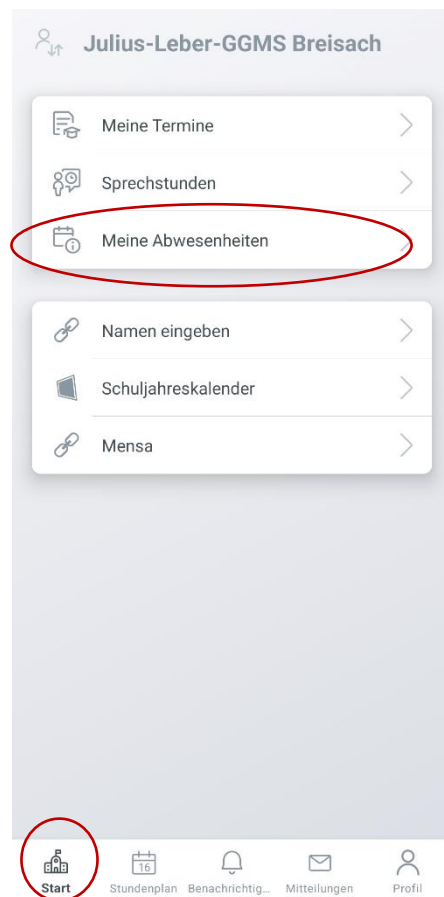 Julius-Leber-GGMS Breisach
Meine Termine
Sprechstunden
Meine Abwesenheiten
Namen eingeben
Schuljahreskalender
Mensa
16
Start Stundenplan Benachrichtig... Mitteilungen Profil